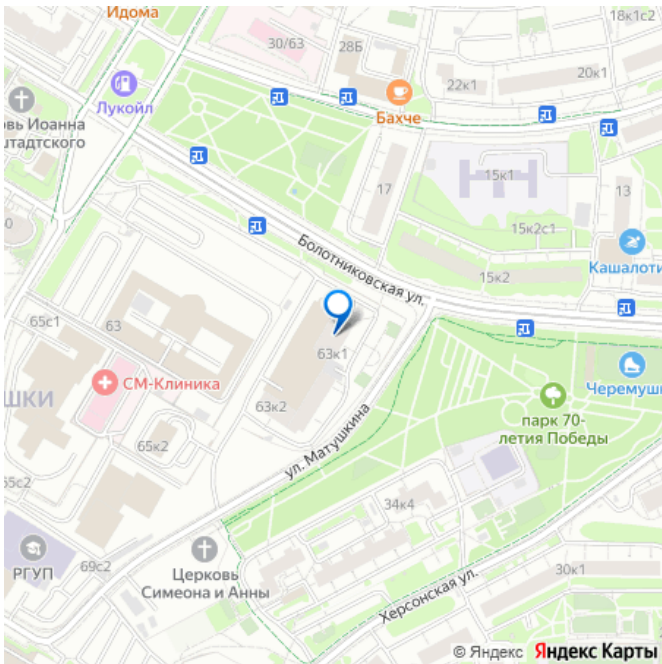 Идома
18к1с2
30/63
28Б
22к1
20к1
Лукойл
Бахче
овь Иоанна
штадтского
17
15к1
13
15к2с1
Болотниковская ул.
15к2
Кашалоти
65с1
63
63к1
СМ-Клиника
Черемуш
ШКИ
63к2
парк 70-
летия Победы
ул. Матушкина
65к2
65с2
34к4
РГУП
69с2
Церковь
Симеона и Анны
Херсонская ул.
30к1
© Яндекс Яндекс Карты